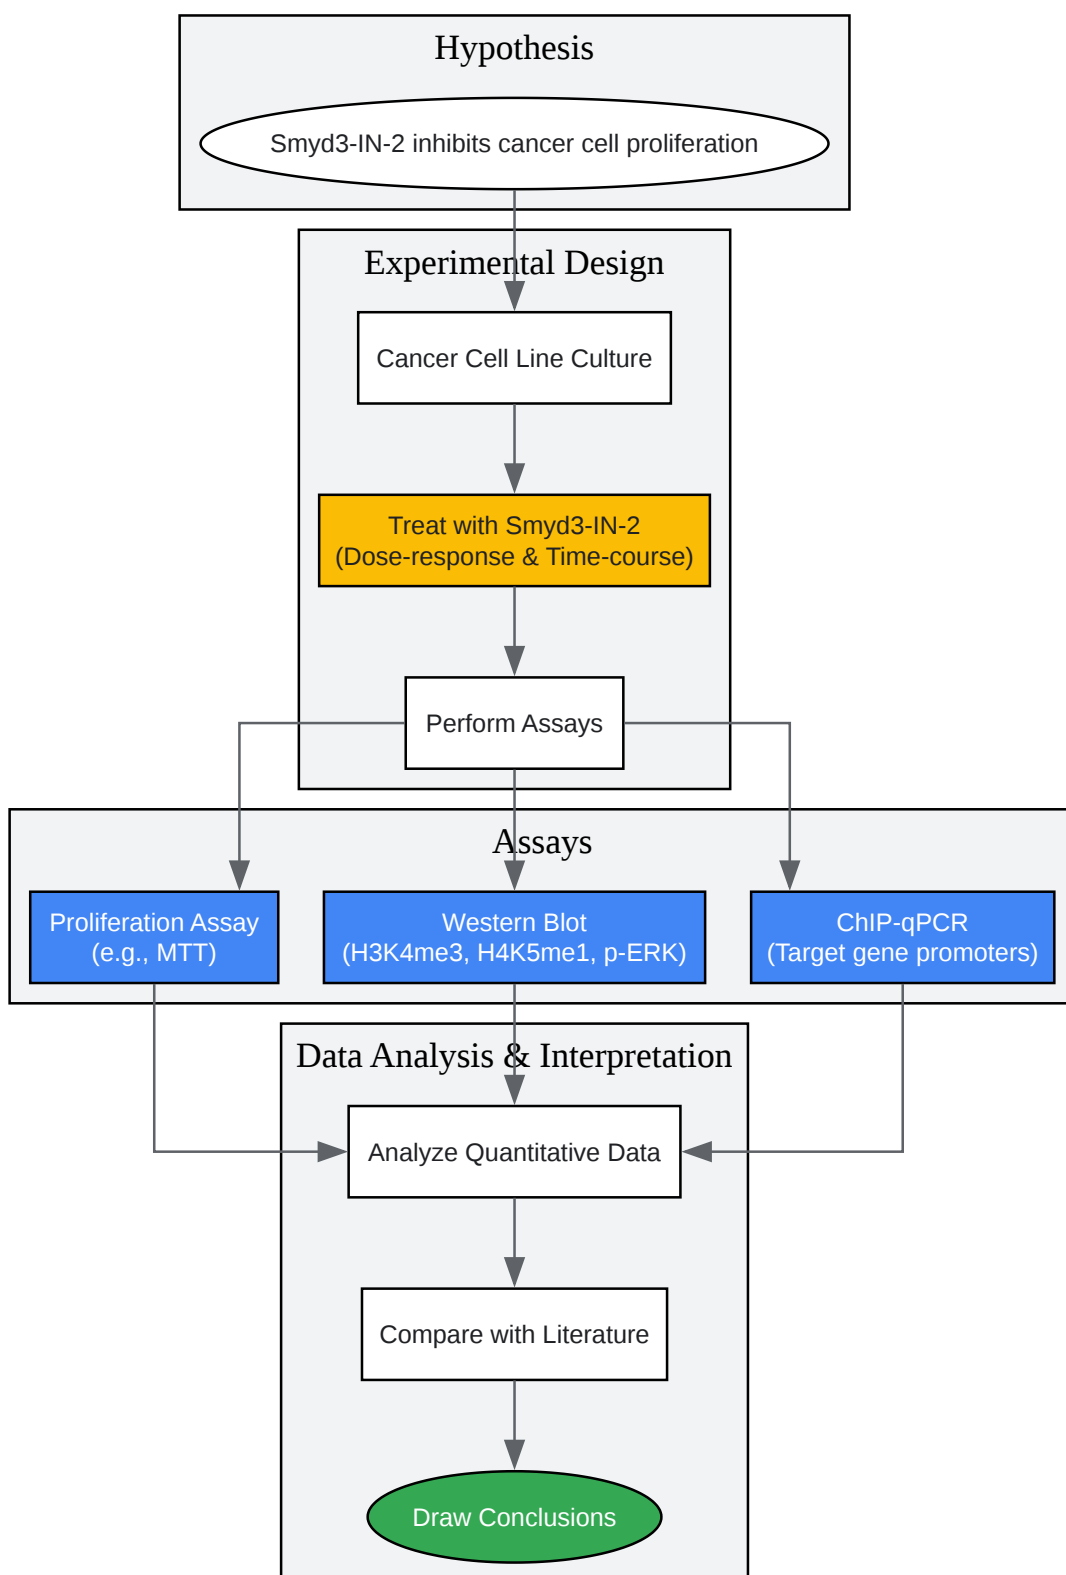 Hypothesis
Smyd3-IN-2 inhibits cancer cell proliferation
Experimental Design
Cancer Cell Line Culture
Treat with Smyd3-IN-2
(Dose-response & Time-course)
Perform Assays
Assays
Proliferation Assay
(e.g., MTT)
Western Blot
(H3K4me3, H4K5me1, p-ERK)
ChIP-qPCR
(Target gene promoters)
Data Analysis & Interpretation
Analyze Quantitative Data
Compare with Literature
Draw Conclusions